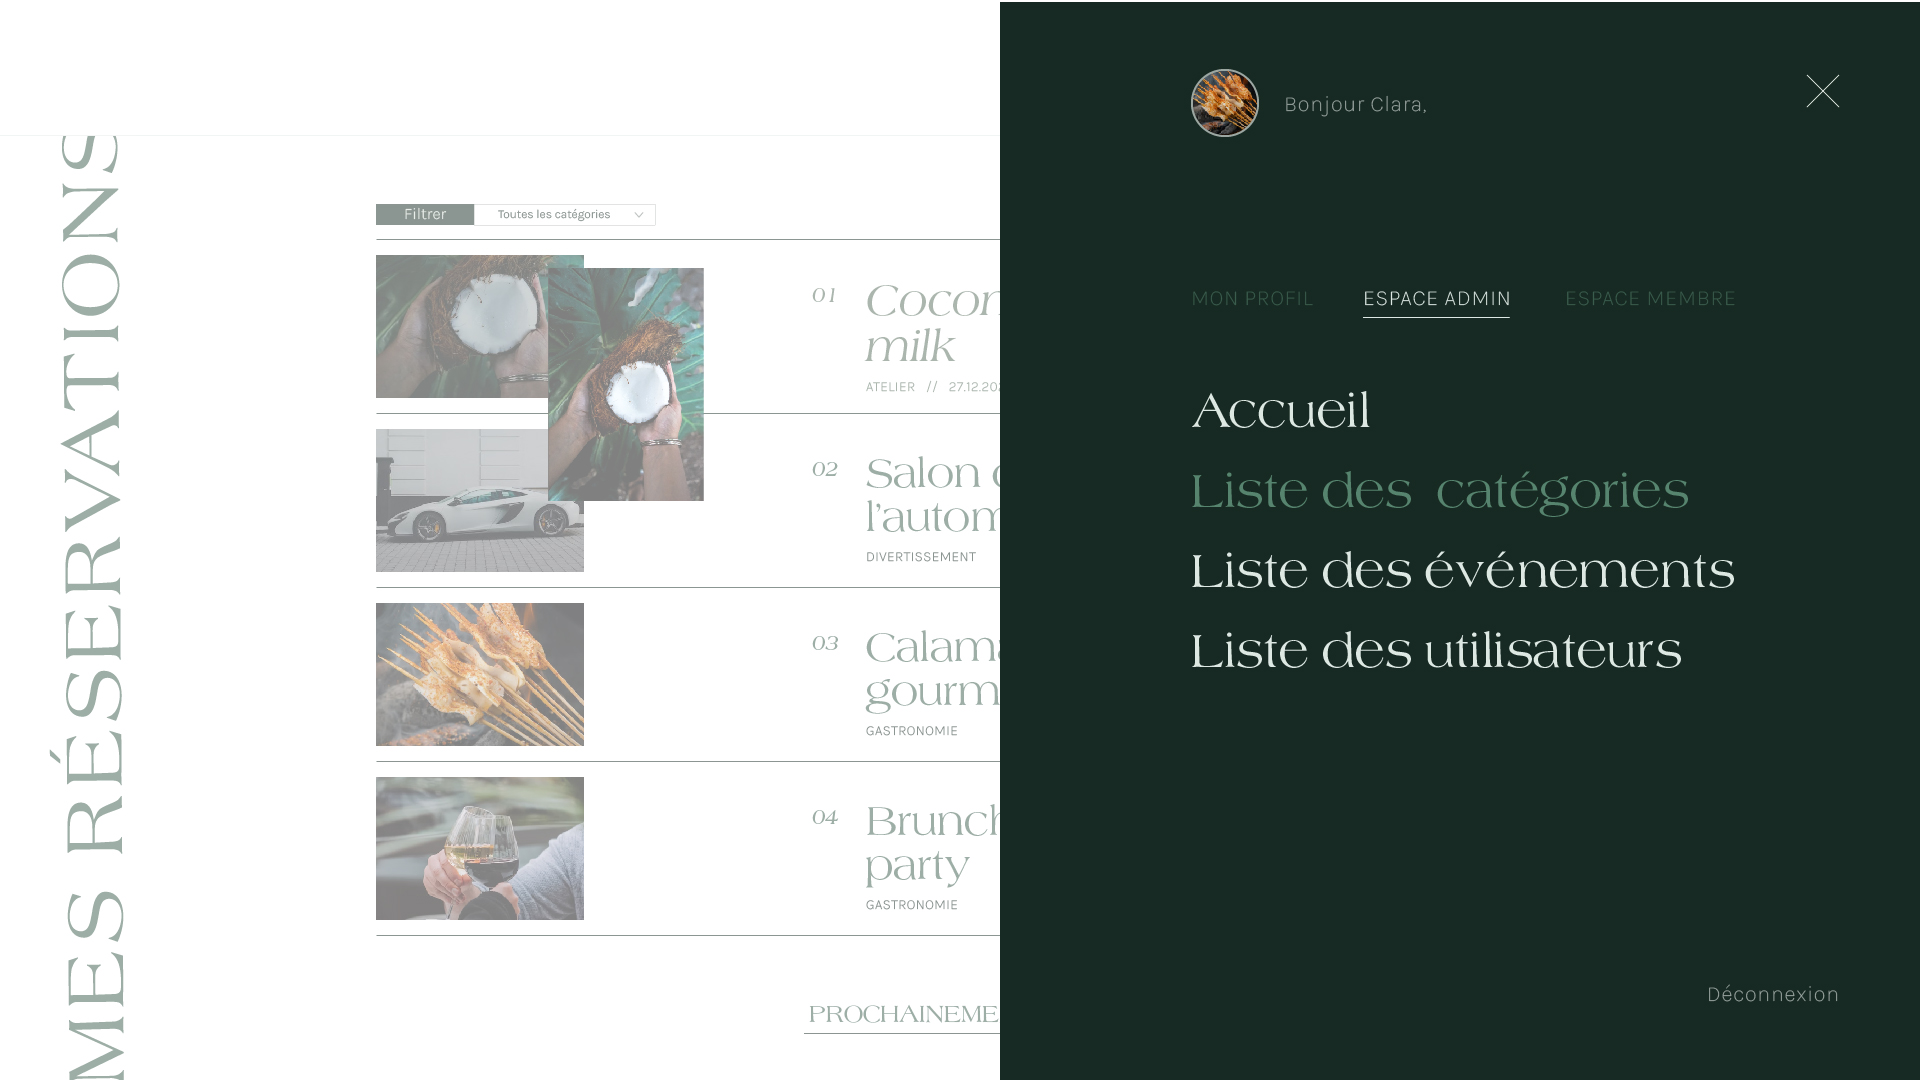 MES RÉSERVATIONS
Filtrer
Toutes les catégories
01
Cocon
milk
ATELIER // 27.12.20
02
Salon
l'autom
DIVERTISSEMENT
03
Calama
gourm
GASTRONOMIE
04
Brunch
party
GASTRONOMIE
PROCHAINEME
Bonjour Clara,
MON PROFIL
ESPACE ADMIN
ESPACE MEMBRE
Accueil
Liste des catégories
Liste des événements
Liste des utilisateurs
Déconnexion